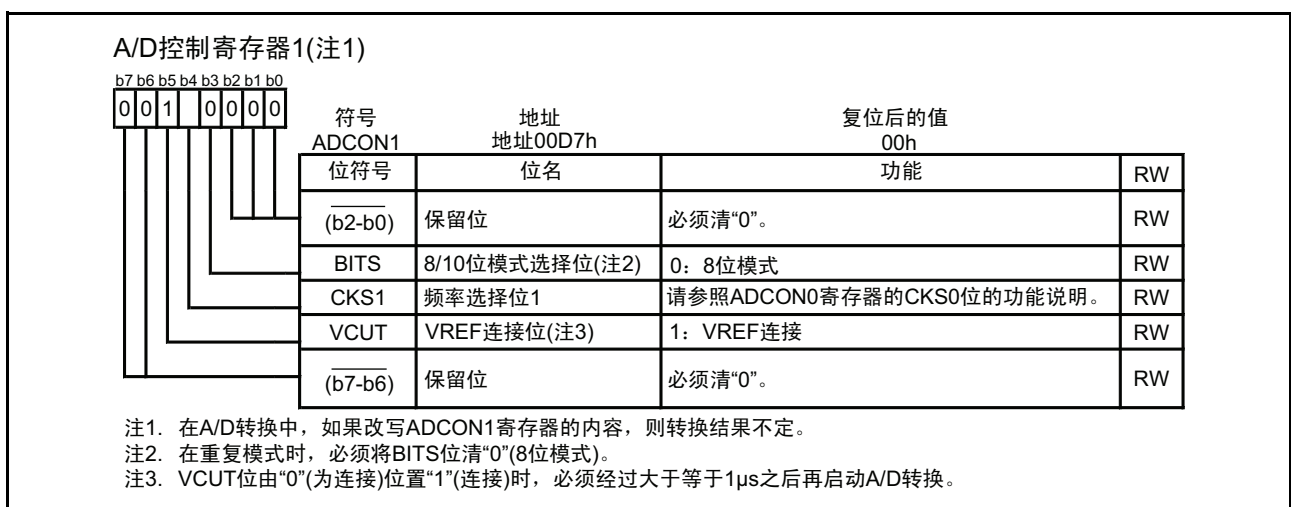 A/D控制寄存器1(注1)
b7 b6 b5 b4 b3 b2 b1 b0
0 0 1 0 0 0 0
符号 地址 复位后的值
ADCON1 地址00D7h 00h
位符号 位名 功能 RW
(b2-b0) 保留位 必须清“0”。 RW
BITS 8/10位模式选择位(注2) 0：8位模式 RW
CKS1 频率选择位1 请参照ADCON0寄存器的CKS0位的功能说明。 RW
VCUT VREF连接位(注3) 1：VREF连接 RW
(b7-b6) 保留位 必须清“0”。 RW
注1. 在A/D转换中，如果改写ADCON1寄存器的内容，则转换结果不定。
注2. 在重复模式时，必须将BITS位清“0”(8位模式)。
注3. VCUT位由“0”(为连接)位置“1”(连接)时，必须经过大于等于1μs之后再启动A/D转换。